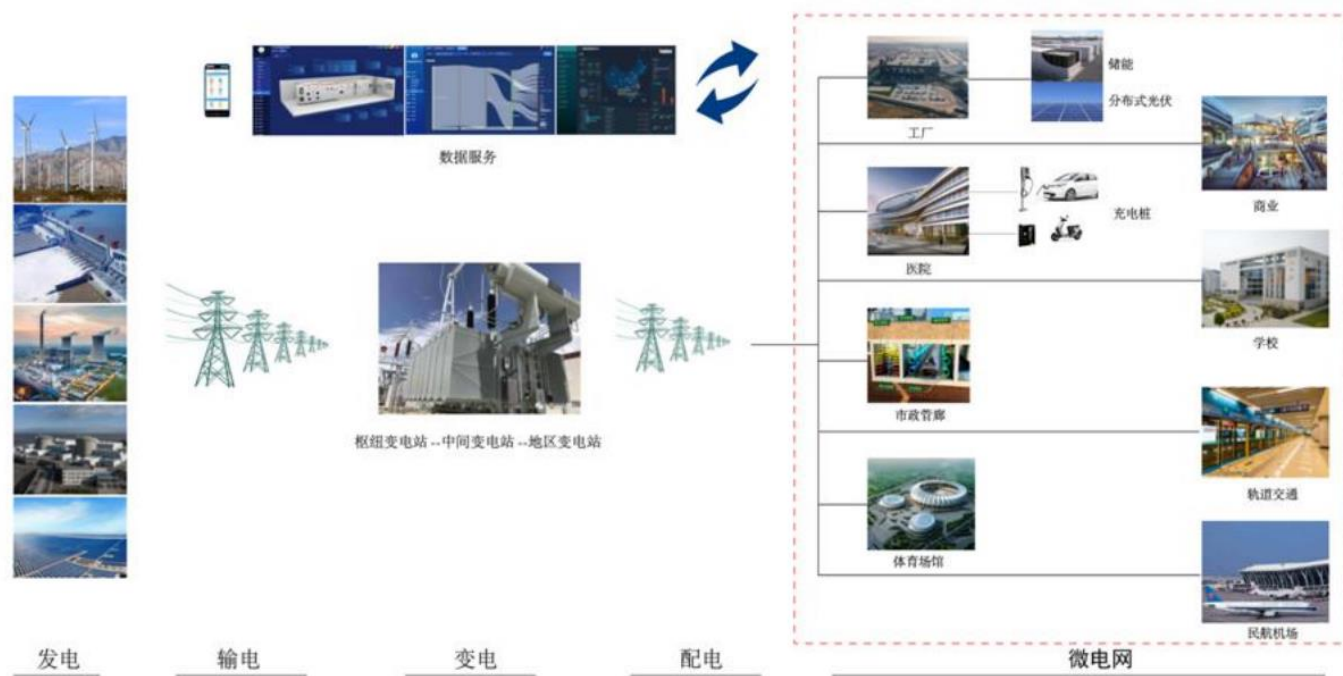 数据服务
工厂
储能
分布式光伏
商业
医院
充电桩
学校
枢纽变电站--中间变电站--地区变电站
市政管廊
轨道交通
体育场馆
民航机场
发电
输电
变电
配电
微电网